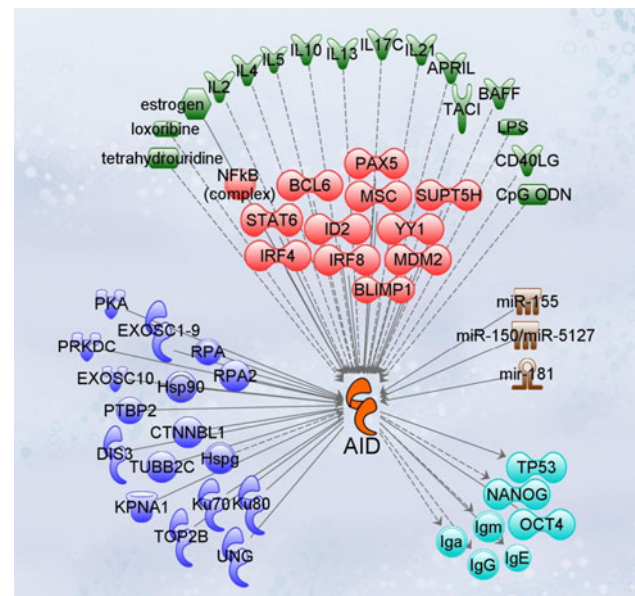 IL2
IL4
IL5
IL10
IL13
IL17C
IL21
APRIL
TACI
BAFF
estrogen
loxoribine
tetrahydrouridine
LPS
CD40LG
CpG ODN
NFkB
(complex)
BCL6
PAX5
MSC
SUPT5H
STAT6
ID2
YY1
IRF4
IRF8
MDM2
BLIMP1
PKA
EXOSC1-9
PRKDC
RPA
RPA2
EXOSC10
Hsp90
PTBP2
CTNNBL1
DIS3
TUBB2C
Hspg
KPNA1
Ku70
Ku80
TOP2B
UNG
miR-155
miR-150/miR-5127
mir-181
AID
TP53
NANOG
OCT4
Igm
Iga
IgG
IgE